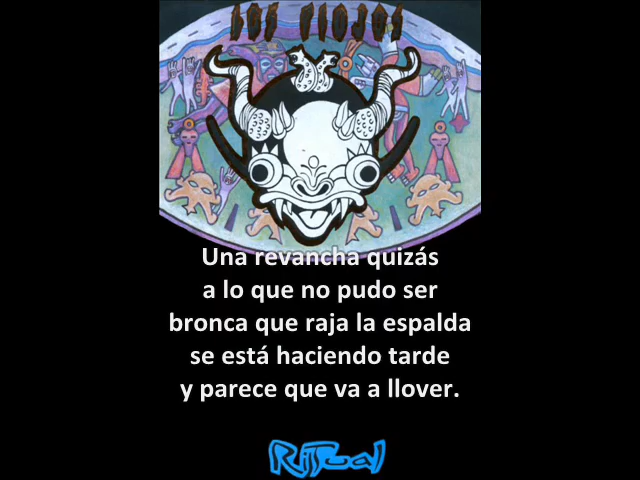 LOS PIOJOS
Una revancha quizás
a lo que no pudo ser
bronca que raja la espalda
se está haciendo tarde
y parece que va a llover.
Ritual